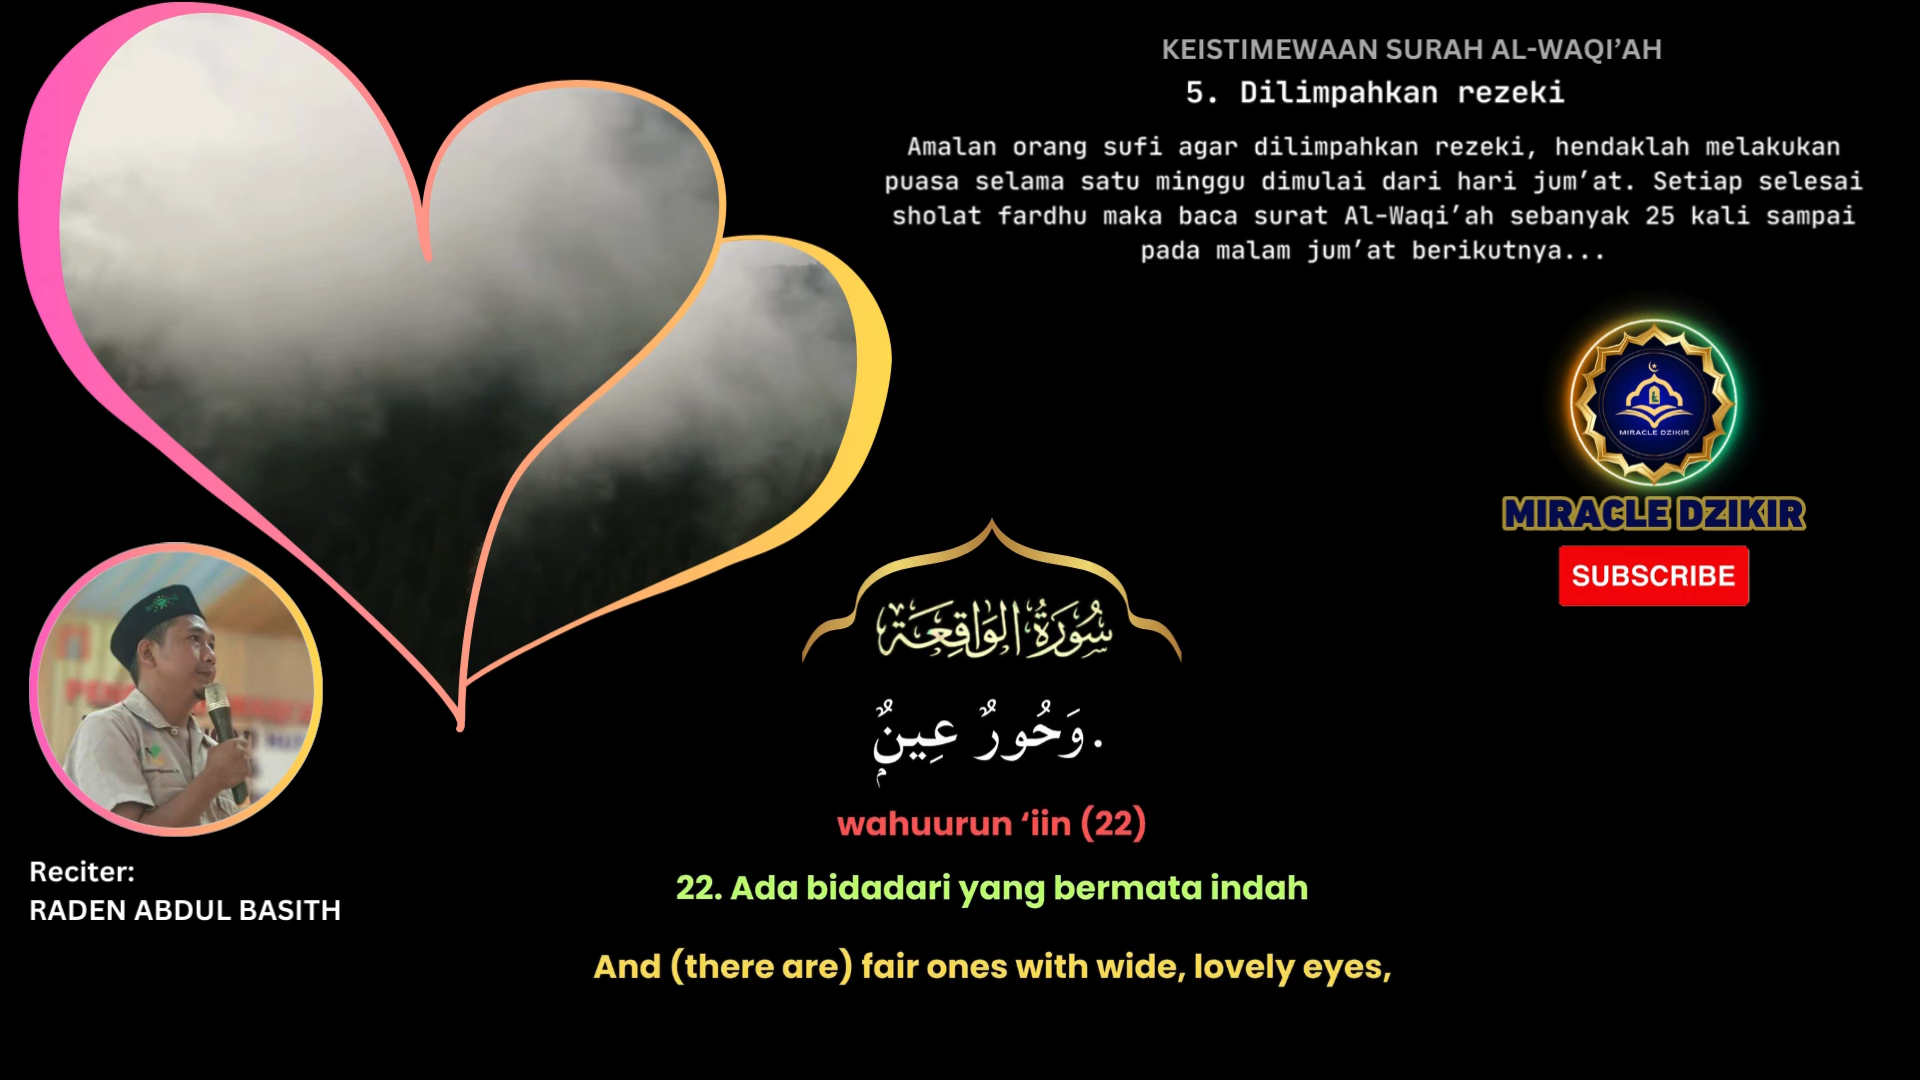 KEISTIMEWAAN SURAH AL-WAQI’AH
5. Dilimpahkan rezeki
Amalan orang sufi agar dilimpahkan rezeki, hendaklah melakukan
puasa selama satu minggu dimulai dari hari jum’at. Setiap selesai
sholat fardhu maka baca surat Al-Waqi’ah sebanyak 25 kali sampai
pada malam jum’at berikutnya...
MIRACLE DZIKIR
MIRACLE DZIKIR
SUBSCRIBE
سُورَةُ الوَاقِعَة
وَحُورٌ عِينٌۭ.
wahuurun ‘iin (22)
22. Ada bidadari yang bermata indah
And (there are) fair ones with wide, lovely eyes,
Reciter:
RADEN ABDUL BASITH